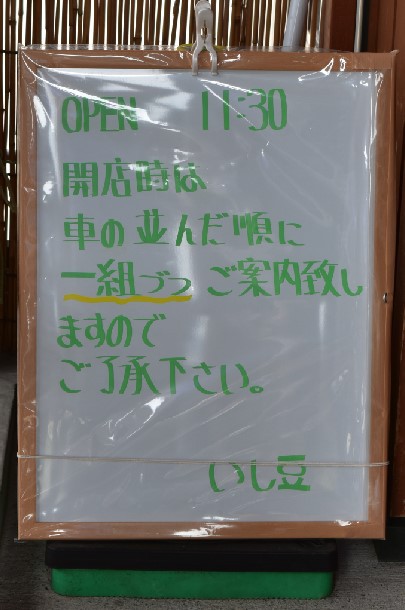 OPEN 11:30
開店時は
車の並んだ順に
一組づつ ご案内致し
ますので
ご了承下さい。
いし豆